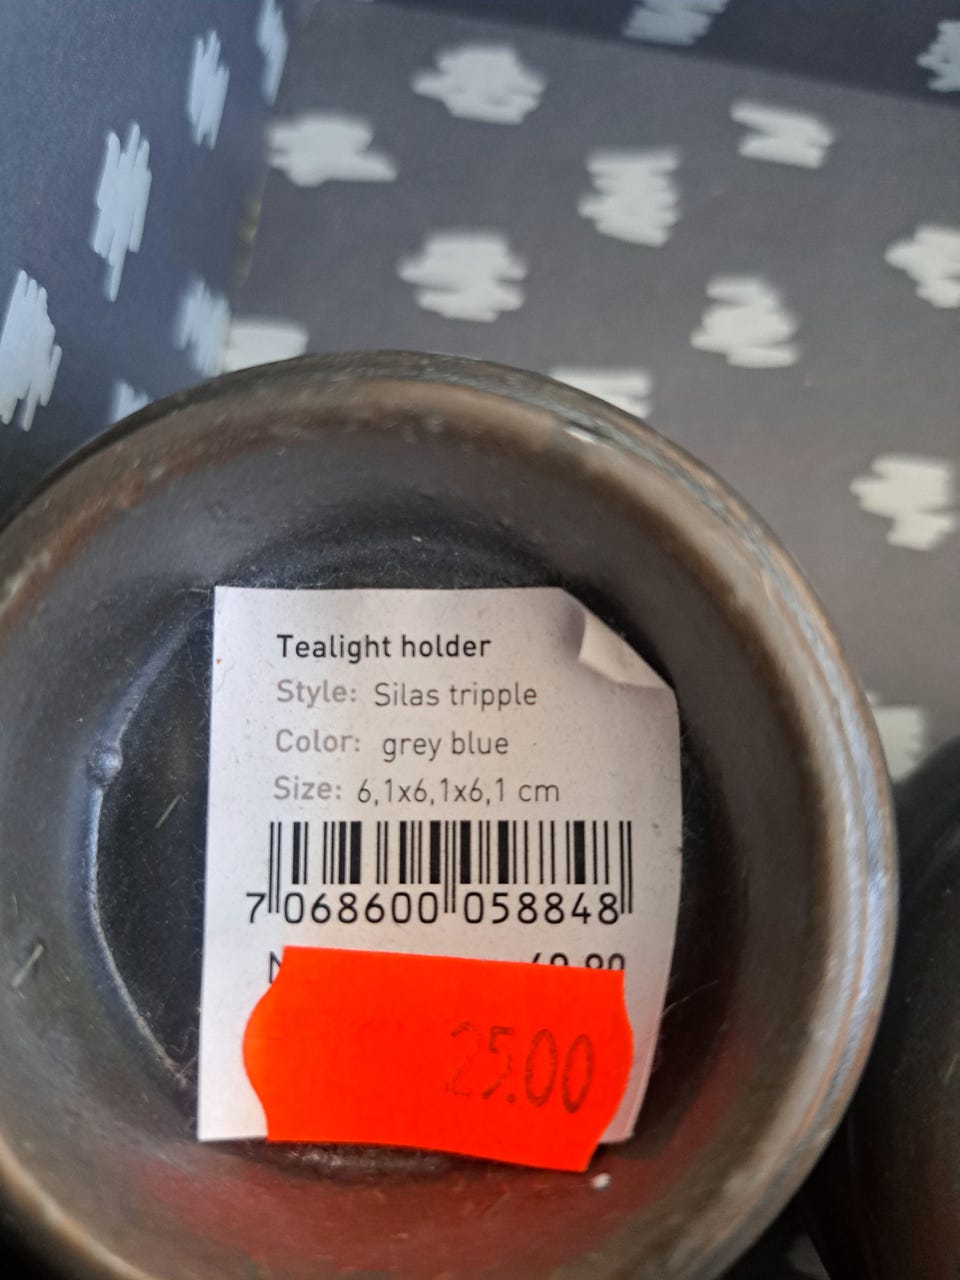 Tealight holder
Style: Silas tripple
Color: grey blue
Size: 6,1x6,1x6,1 cm
7 068600 058848
25.00